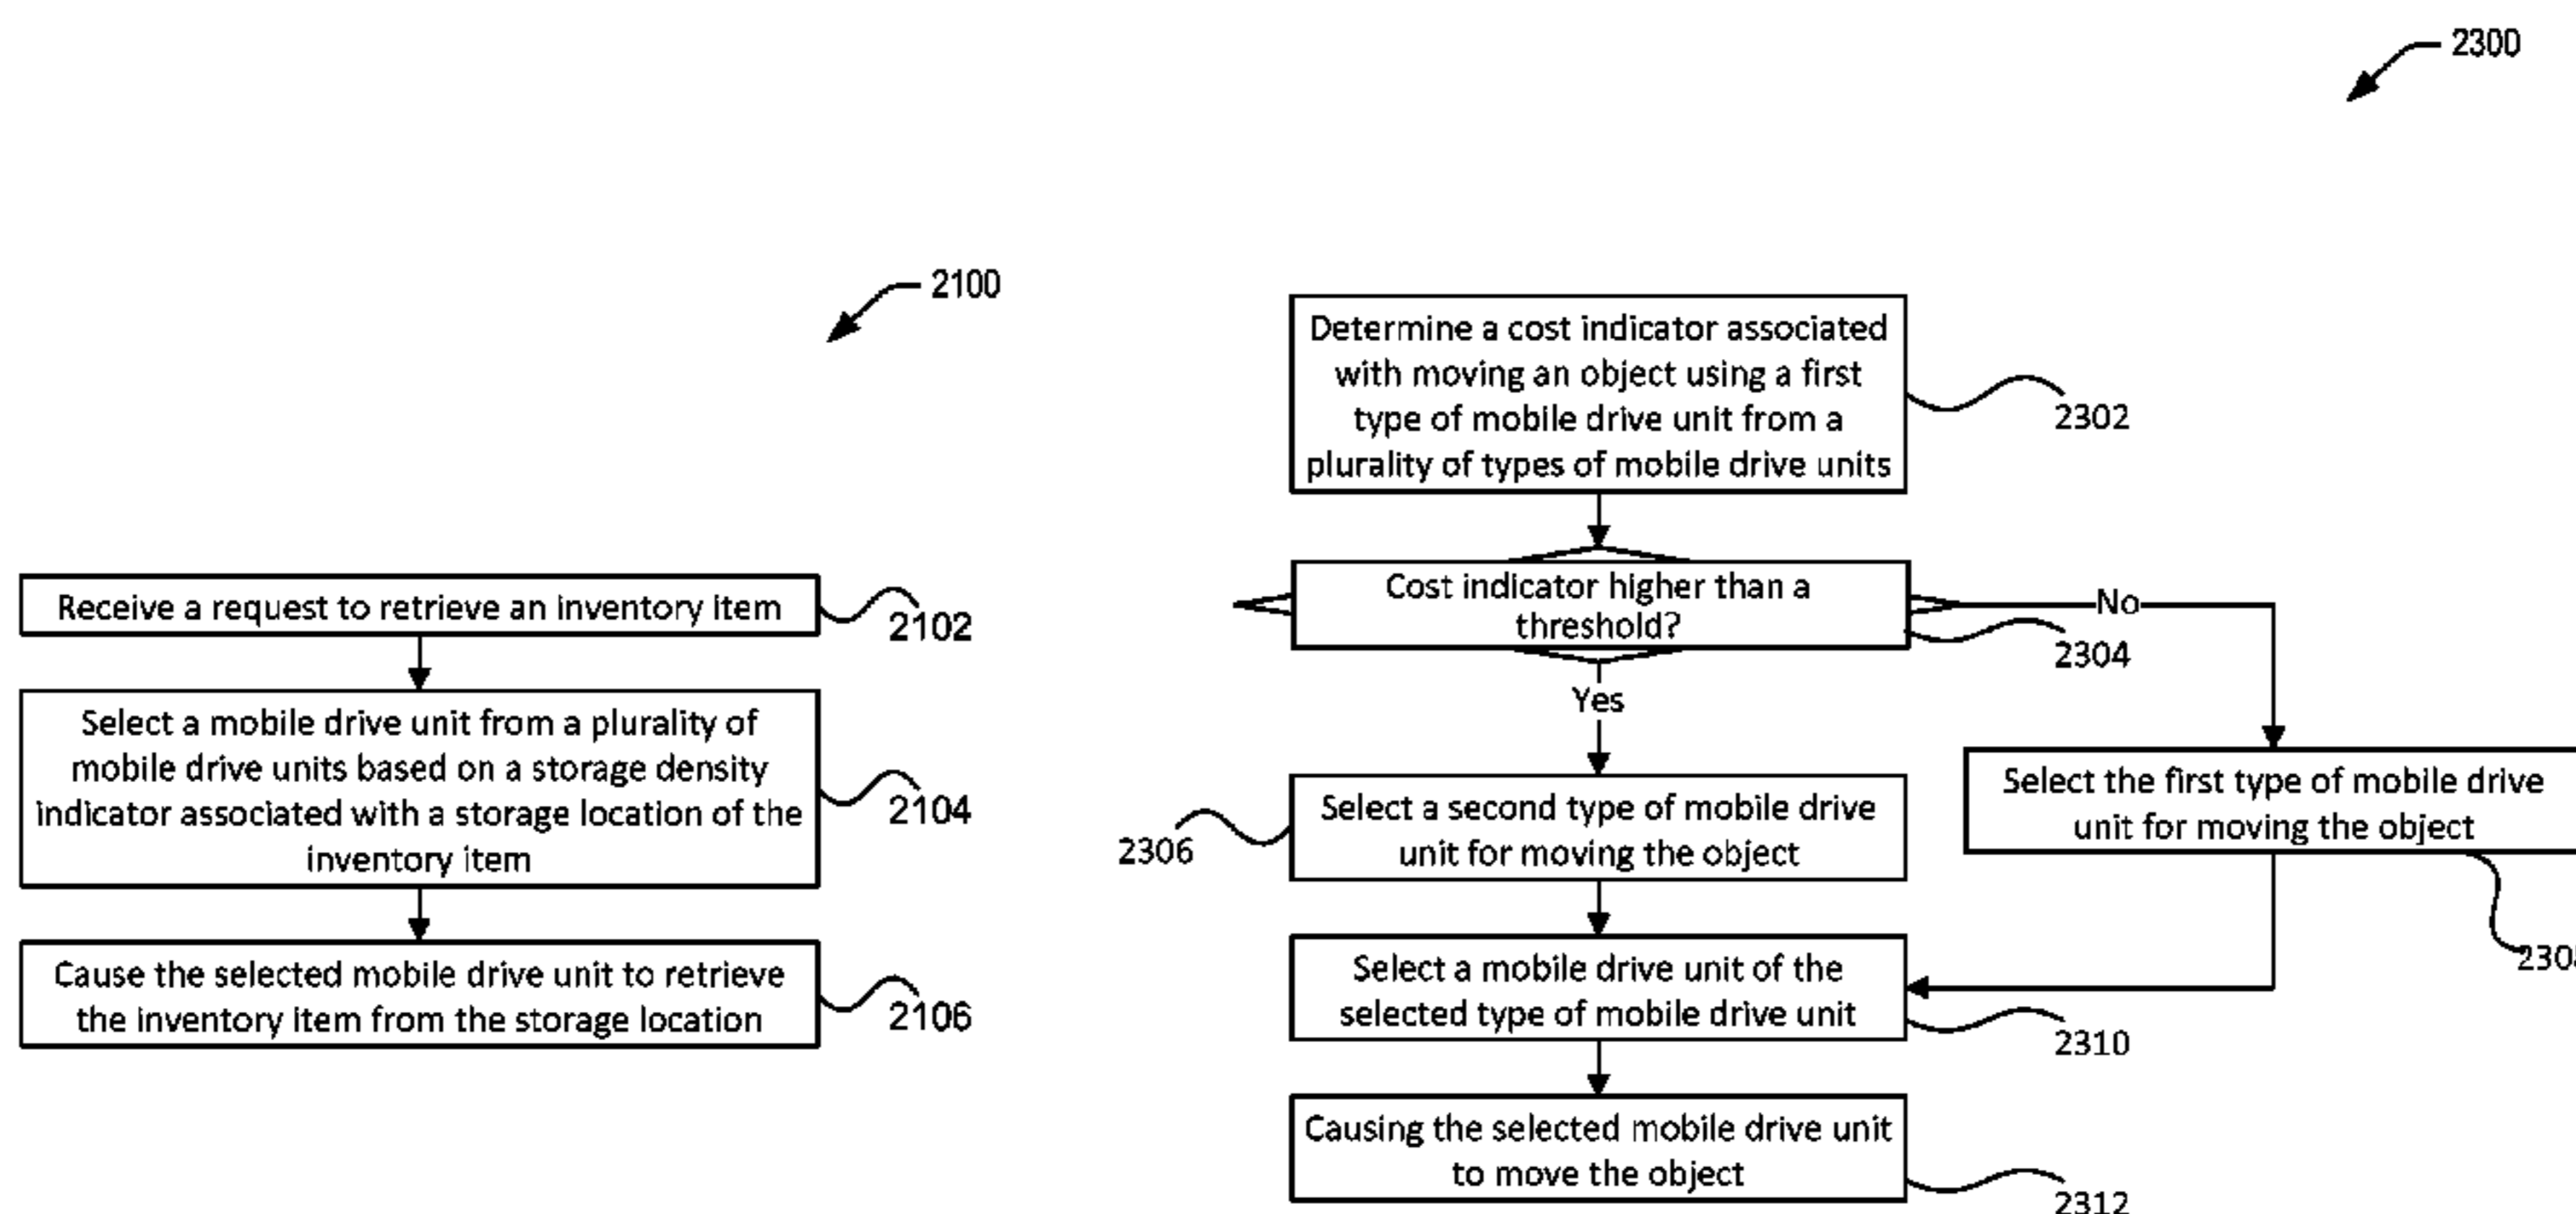 2100
Receive a request to retrieve an inventory item
2102
Select a mobile drive unit from a plurality of
mobile drive units based on a storage density
indicator associated with a storage location of the
inventory item
2104
Cause the selected mobile drive unit to retrieve
the inventory item from the storage location
2106
2300
Determine a cost indicator associated
with moving an object using a first
type of mobile drive unit from a
plurality of types of mobile drive units
2302
Cost indicator higher than a
threshold?
2304
No
Yes
Select a second type of mobile drive
unit for moving the object
2306
Select the first type of mobile drive
unit for moving the object
Select a mobile drive unit of the
selected type of mobile drive unit
2310
Causing the selected mobile drive unit
to move the object
2312